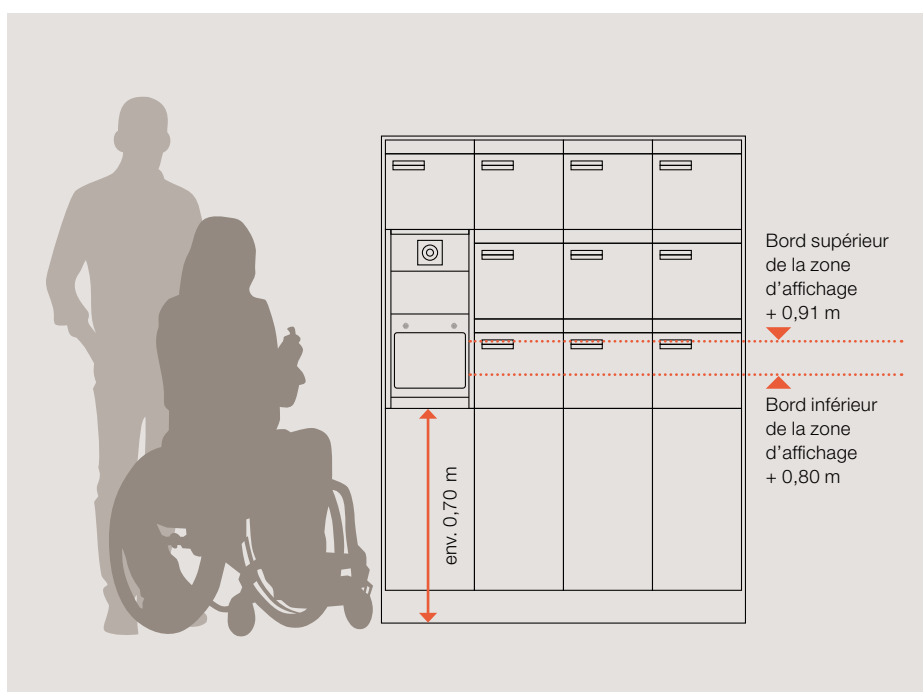 Bord supérieur
de la zone
d’affichage
+ 0,91 m
Bord inférieur
de la zone
d’affichage
+ 0,80 m
env. 0,70 m